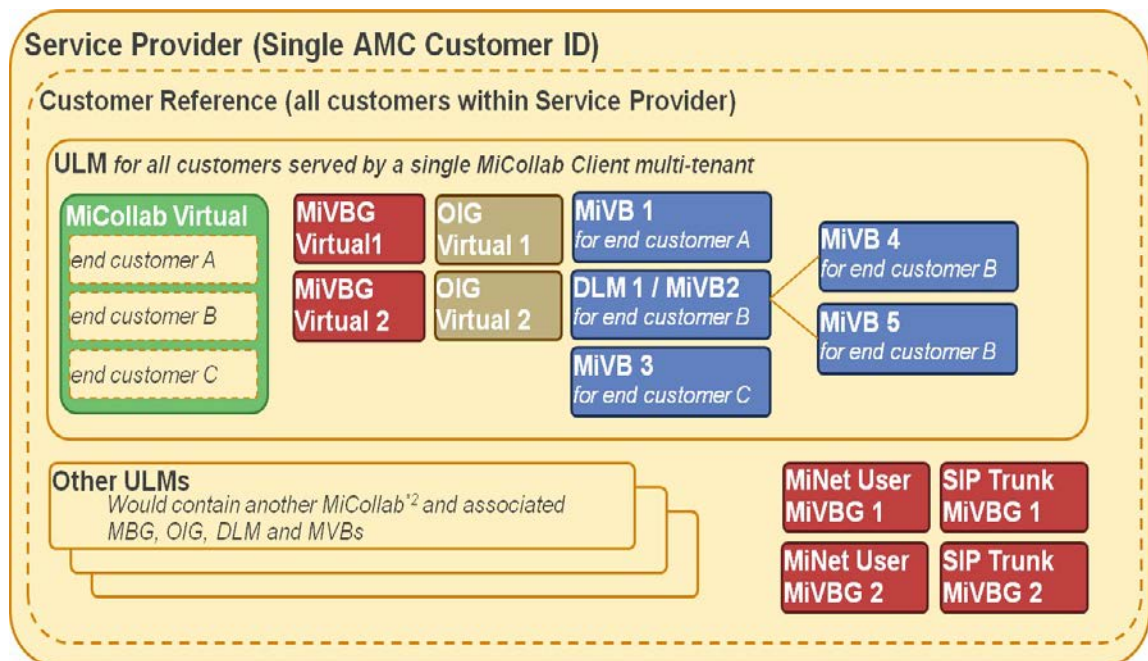 Service Provider (Single AMC Customer ID)
Customer Reference (all customers within Service Provider)
ULM for all customers served by a single MiCollab Client multi-tenant
MiCollab Virtual
end customer A
end customer B
end customer C
MiVBG
Virtual1
OIG
Virtual 1
MiVB 1
for end customer A
MiVBG
Virtual 2
OIG
Virtual 2
DLM 1 / MiVB2
for end customer B
MiVB 3
for end customer C
MiVB 4
for end customer B
MiVB 5
for end customer B
Other ULMs
Would contain another MiCollab*2 and associated
MBG, OIG, DLM and MVBs
MiNet User
MiVBG 1
SIP Trunk
MiVBG 1
MiNet User
MiVBG 2
SIP Trunk
MiVBG 2